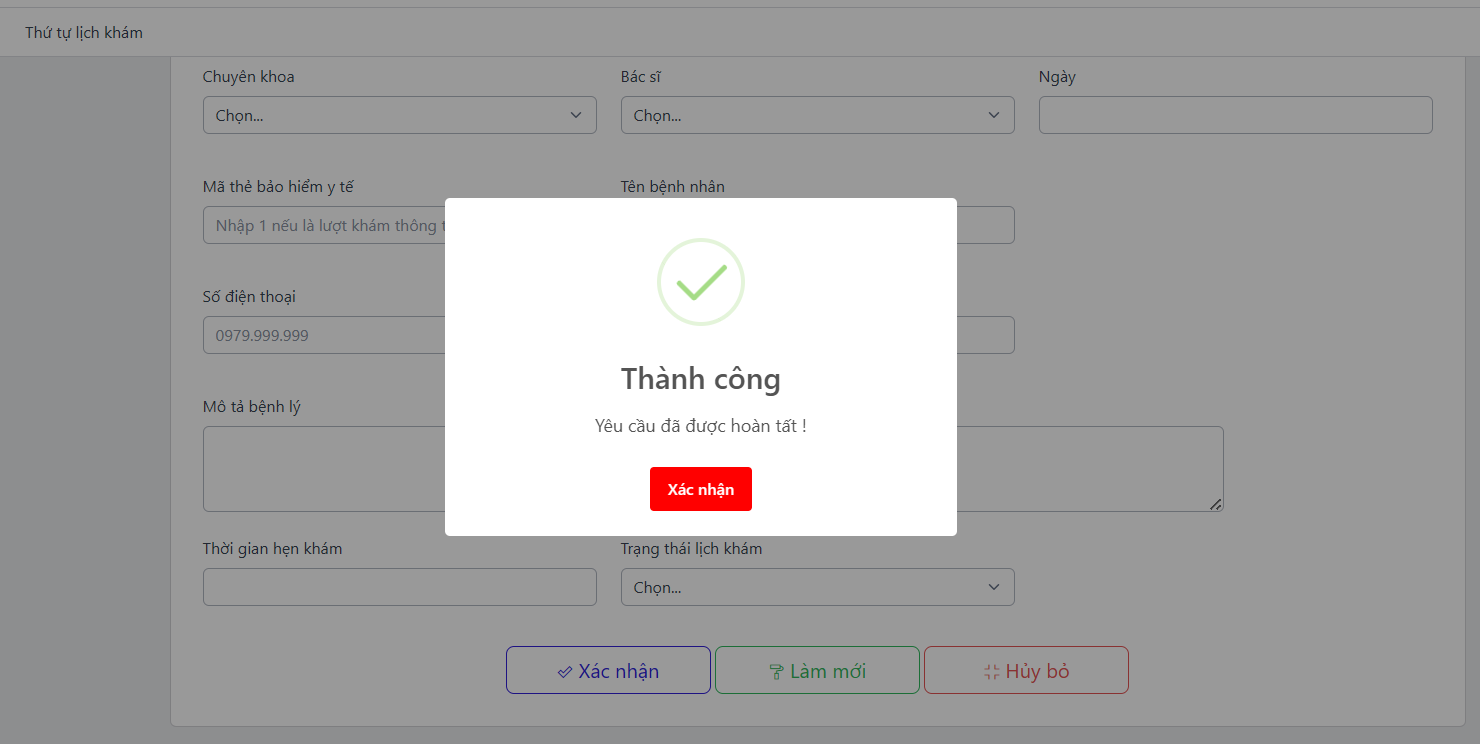 Thứ tự lịch khám
Chuyên khoa
Bác sĩ
Ngày
Chọn...
Chọn...
Mã thẻ bảo hiểm y tế
Tên bệnh nhân
Nhập 1 nếu là lượt khám thông
Số điện thoại
0979.999.999
Thành công
Mô tả bệnh lý
Yêu cầu đã được hoàn tất !
Xác nhận
Thời gian hẹn khám
Trạng thái lịch khám
Chọn...
Xác nhận
Làm mới
Hủy bỏ